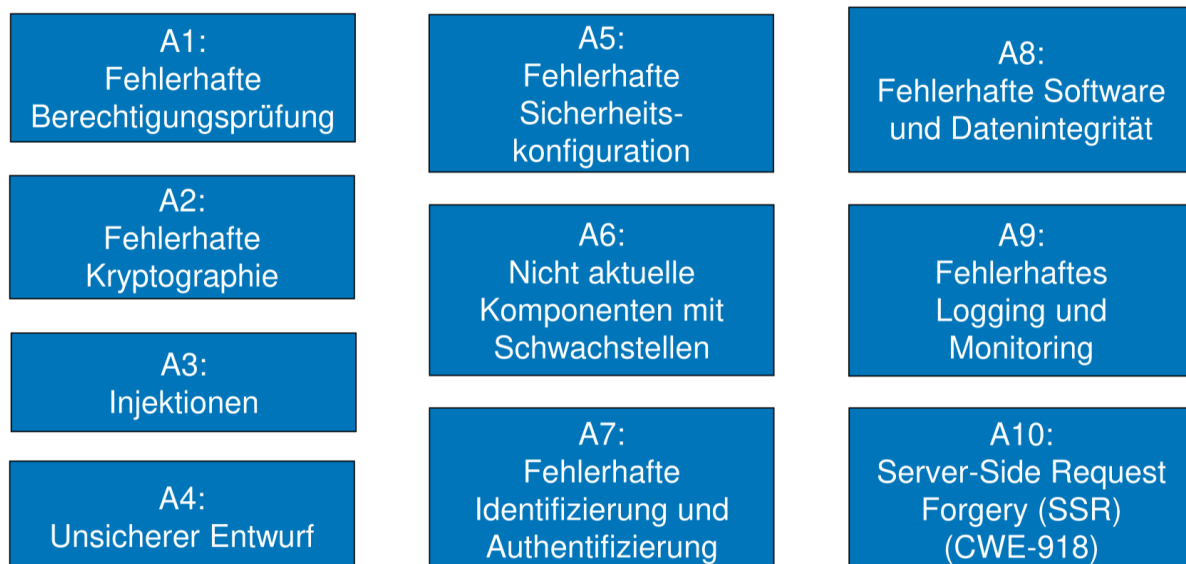 A1:
Fehlerhafte
Berechtigungsprüfung
A2:
Fehlerhafte
Kryptographie
A3:
Injektionen
A4:
Unsicherer Entwurf
A5:
Fehlerhafte
Sicherheits-
konfiguration
A6:
Nicht aktuelle
Komponenten mit
Schwachstellen
A7:
Fehlerhafte
Identifizierung und
Authentifizierung
A8:
Fehlerhafte Software
und Datenintegrität
A9:
Fehlerhaftes
Logging und
Monitoring
A10:
Server-Side Request
Forgery (SSR)
(CWE-918)